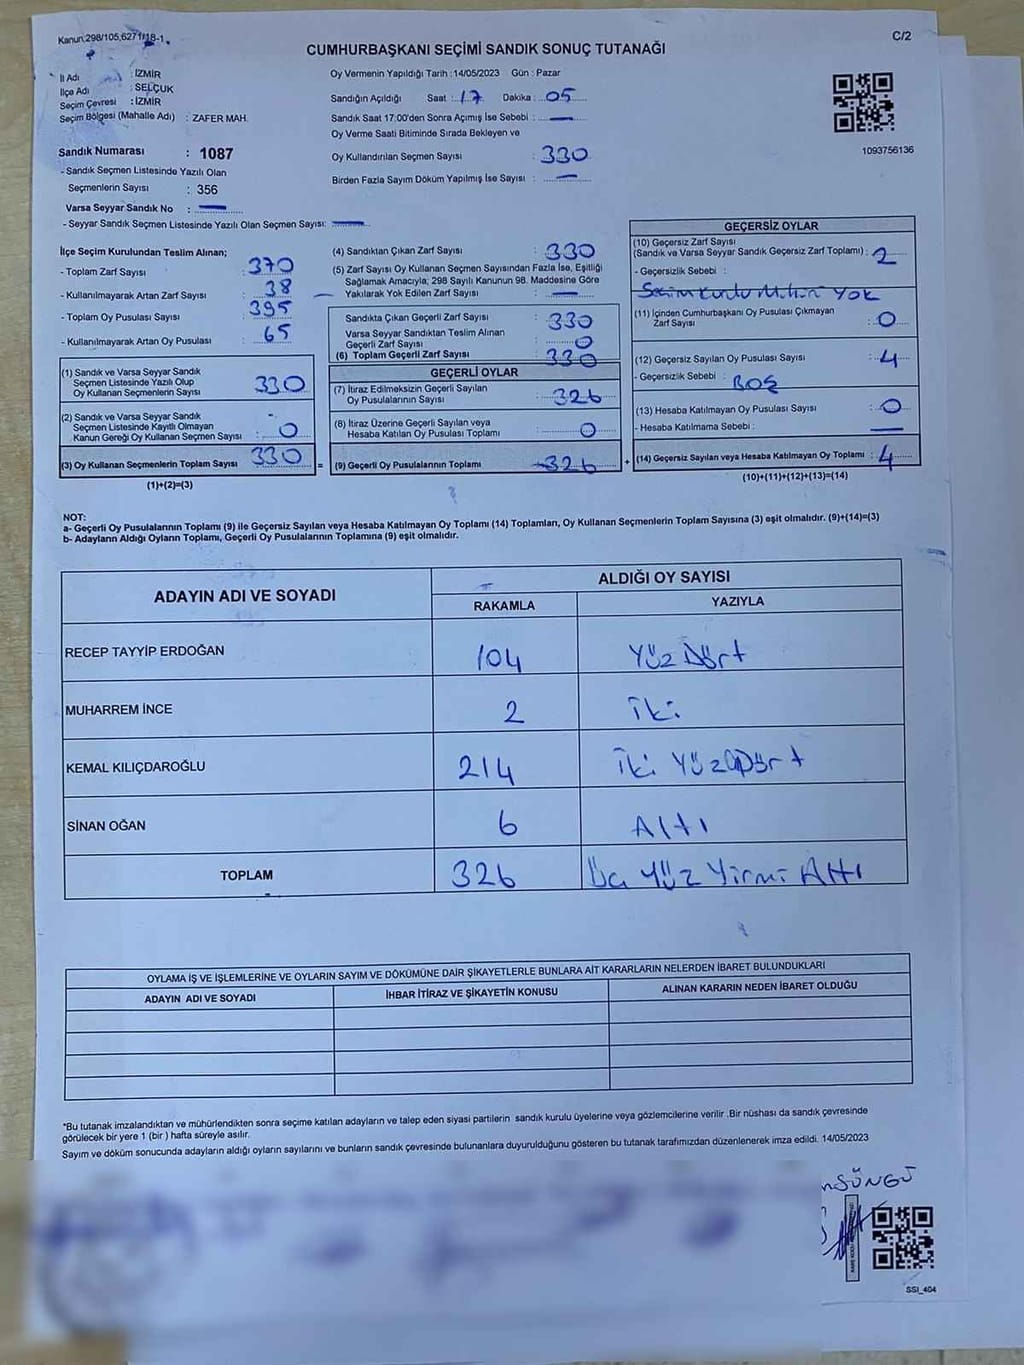 Kanun:298/105,6271/18-1
C/2
CUMHURBAŞKANI SEÇİMİ SANDIK SONUÇ TUTANAĞI
İl Adı : İZMİR
İlçe Adı : SELÇUK
Seçim Çevresi : İZMİR
Seçim Bölgesi (Mahalle Adı) : ZAFER MAH.
Sandık Numarası : 1087
- Sandık Seçmen Listesinde Yazılı Olan
Seçmenlerin Sayısı : 356
Varsa Seyyar Sandık No :
- Seyyar Sandık Seçmen Listesinde Yazılı Olan Seçmen Sayısı:
Oy Vermenin Yapıldığı Tarih : 14/05/2023 Gün : Pazar
Sandığın Açıldığı Saat : 17 Dakika : 05
Sandık Saat 17:00'den Sonra Açımış İse Sebebi :
Oy Verme Saati Bitiminde Sırada Bekleyen ve
Oy Kullandırılan Seçmen Sayısı : 330
Birden Fazla Sayım Döküm Yapılmış İse Sayısı :
1093756136
İlçe Seçim Kurulundan Teslim Alınan;
- Toplam Zarf Sayısı : 370
- Kullanılmayarak Artan Zarf Sayısı : 38
- Toplam Oy Pusulası Sayısı : 395
- Kullanılmayarak Artan Oy Pusulası : 65
(1) Sandık ve Varsa Seyyar Sandık
Seçmen Listesinde Yazılı Olup
Oy Kullanan Seçmenlerin Sayısı : 330
(2) Sandık ve Varsa Seyyar Sandık
Seçmen Listesinde Kayıtlı Olmayan
Kanun Gereği Oy Kullanan Seçmen Sayısı : 0
(3) Oy Kullanan Seçmenlerin Toplam Sayısı : 330
(1)+(2)=(3)
(4) Sandıktan Çıkan Zarf Sayısı : 330
(5) Zarf Sayısı Oy Kullanan Seçmen Sayısından Fazla İse, Eşitliği
Sağlamak Amacıyla; 298 Sayılı Kanunun 98. Maddesine Göre
Yakılarak Yok Edilen Zarf Sayısı :
Sandıkta Çıkan Geçerli Zarf Sayısı : 330
Varsa Seyyar Sandıktan Teslim Alınan
Geçerli Zarf Sayısı : 0
(6) Toplam Geçerli Zarf Sayısı : 330
GEÇERLİ OYLAR
(7) İtiraz Edilmeksizin Geçerli Sayılan
Oy Pusulalarının Sayısı : 326
(8) İtiraz Üzerine Geçerli Sayılan veya
Hesaba Katılan Oy Pusulası Toplamı : 0
= (9) Geçerli Oy Pusulalarının Toplamı : 326 +
GEÇERSİZ OYLAR
(10) Geçersiz Zarf Sayısı
(Sandık ve Varsa Seyyar Sandık Geçersiz Zarf Toplamı) : 2
- Geçersizlik Sebebi :
Seçim Kurulu Mührü YOK
(11) İçinden Cumhurbaşkanı Oy Pusulası Çıkmayan
Zarf Sayısı : 0
(12) Geçersiz Sayılan Oy Pusulası Sayısı : 4
- Geçersizlik Sebebi : BOŞ
(13) Hesaba Katılmayan Oy Pusulası Sayısı : 0
- Hesaba Katılmama Sebebi :
(14) Geçersiz Sayılan veya Hesaba Katılmayan Oy Toplamı : 4
(10)+(11)+(12)+(13)=(14)
NOT:
a- Geçerli Oy Pusulalarının Toplamı (9) ile Geçersiz Sayılan veya Hesaba Katılmayan Oy Toplamı (14) Toplamları, Oy Kullanan Seçmenlerin Toplam Sayısına (3) eşit olmalıdır. (9)+(14)=(3)
b- Adayların Aldığı Oyların Toplamı, Geçerli Oy Pusulalarının Toplamına (9) eşit olmalıdır.
ADAYIN ADI VE SOYADI
ALDIĞI OY SAYISI
RAKAMLA YAZIYLA
RECEP TAYYİP ERDOĞAN 104 Yüz Dört
MUHARREM İNCE 2 İki
KEMAL KILIÇDAROĞLU 214 İki Yüz Dört
SİNAN OĞAN 6 Altı
TOPLAM 326 Üç Yüz Yirmi Altı
OYLAMA İŞ VE İŞLEMLERİNE VE OYLARIN SAYIM VE DÖKÜMÜNE DAİR ŞİKAYETLERLE BUNLARA AİT KARARLARIN NELERDEN İBARET BULUNDUKLARI
ADAYIN ADI VE SOYADI İHBAR İTİRAZ VE ŞİKAYETİN KONUSU ALINAN KARARIN NEDEN İBARET OLDUĞU
*Bu tutanak imzalandıktan ve mühürlendikten sonra seçime katılan adayların ve talep eden siyasi partilerin sandık kurulu üyelerine veya gözlemcilerine verilir .Bir nüshası da sandık çevresinde
görülecek bir yere 1 (bir ) hafta süreyle asılır.
Sayım ve döküm sonucunda adayların aldığı oyların sayılarını ve bunların sandık çevresinde bulunanlara duyurulduğunu gösteren bu tutanak tarafımızdan düzenlenerek imza edildi. 14/05/2023
SÜNGÜ
SSI_404